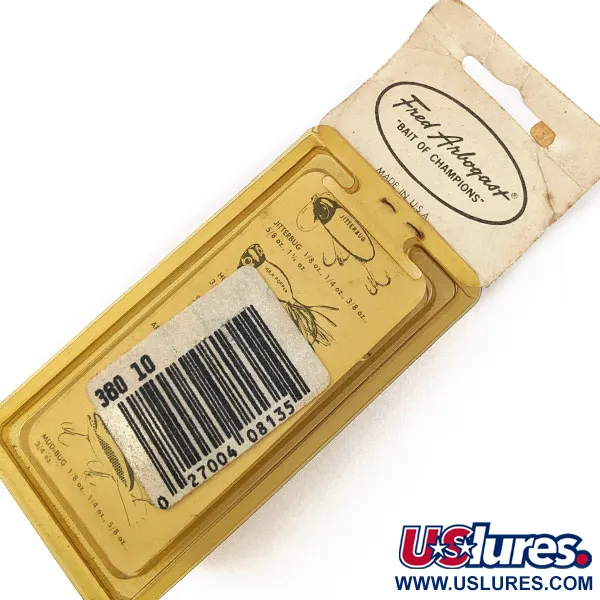 Fred Arbogast®
"BAIT OF CHAMPIONS"
MADE IN U.S.A.
JITTERBUG
JITTERBUG 1/8 oz., 1/4 oz., 3/8 oz.
5/8 oz., 1 1/4 oz.
HULA POPPER
380 10
0 27004 08135
MUD-BUG 1/8 oz., 1/4 oz., 5/8 oz.
3/4 oz.
USlures.
WWW.USLURES.COM